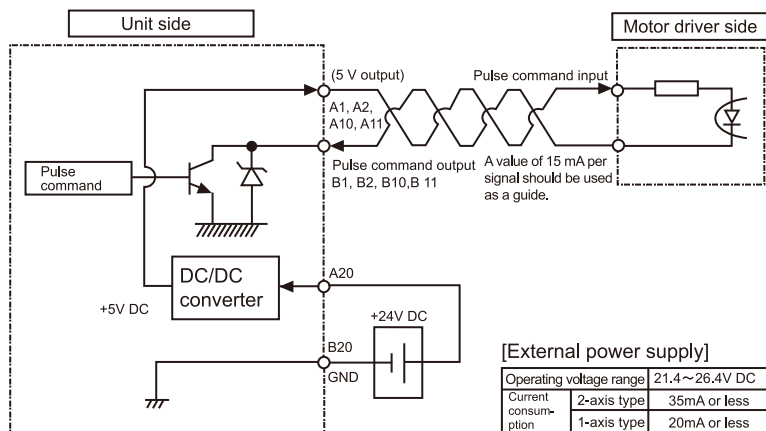 Unit side
Motor driver side
(5 V output)
Pulse command input
A1, A2,
A10, A11
Pulse
command
Pulse command output
B1, B2, B10,B 11
A value of 15 mA per
signal should be used
as a guide.
DC/DC
converter
A20
+5V DC
+24V DC
B20
GND
[External power supply]
Operating voltage range 21.4～26.4V DC
Current
consum-
ption
2-axis type 35mA or less
1-axis type 20mA or less